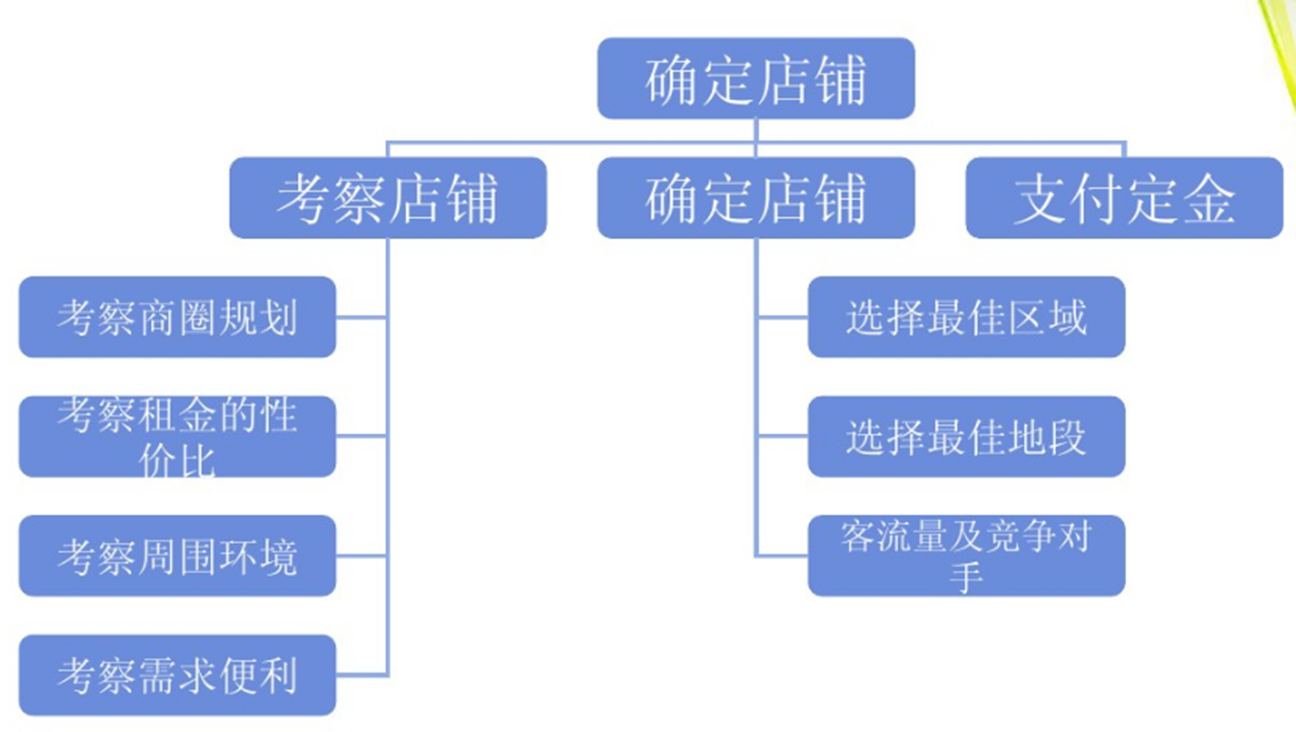 确定店铺
考察店铺
确定店铺
支付定金
考察商圈规划
考察租金的性
价比
考察周围环境
考察需求便利
选择最佳区域
选择最佳地段
客流量及竞争对
手